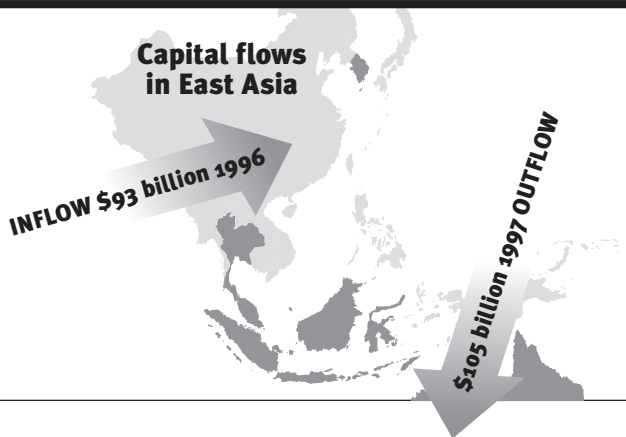 Capital flows
in East Asia
INFLOW $93 billion 1996
$105 billion 1997 OUTFLOW